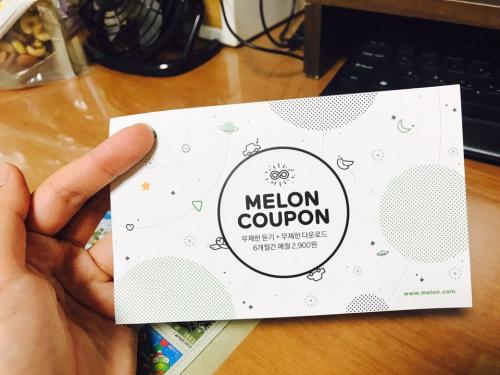 MELON
COUPON
무제한 듣기 + 무제한 다운로드
6개월간 매월 2,900원
www.melon.com